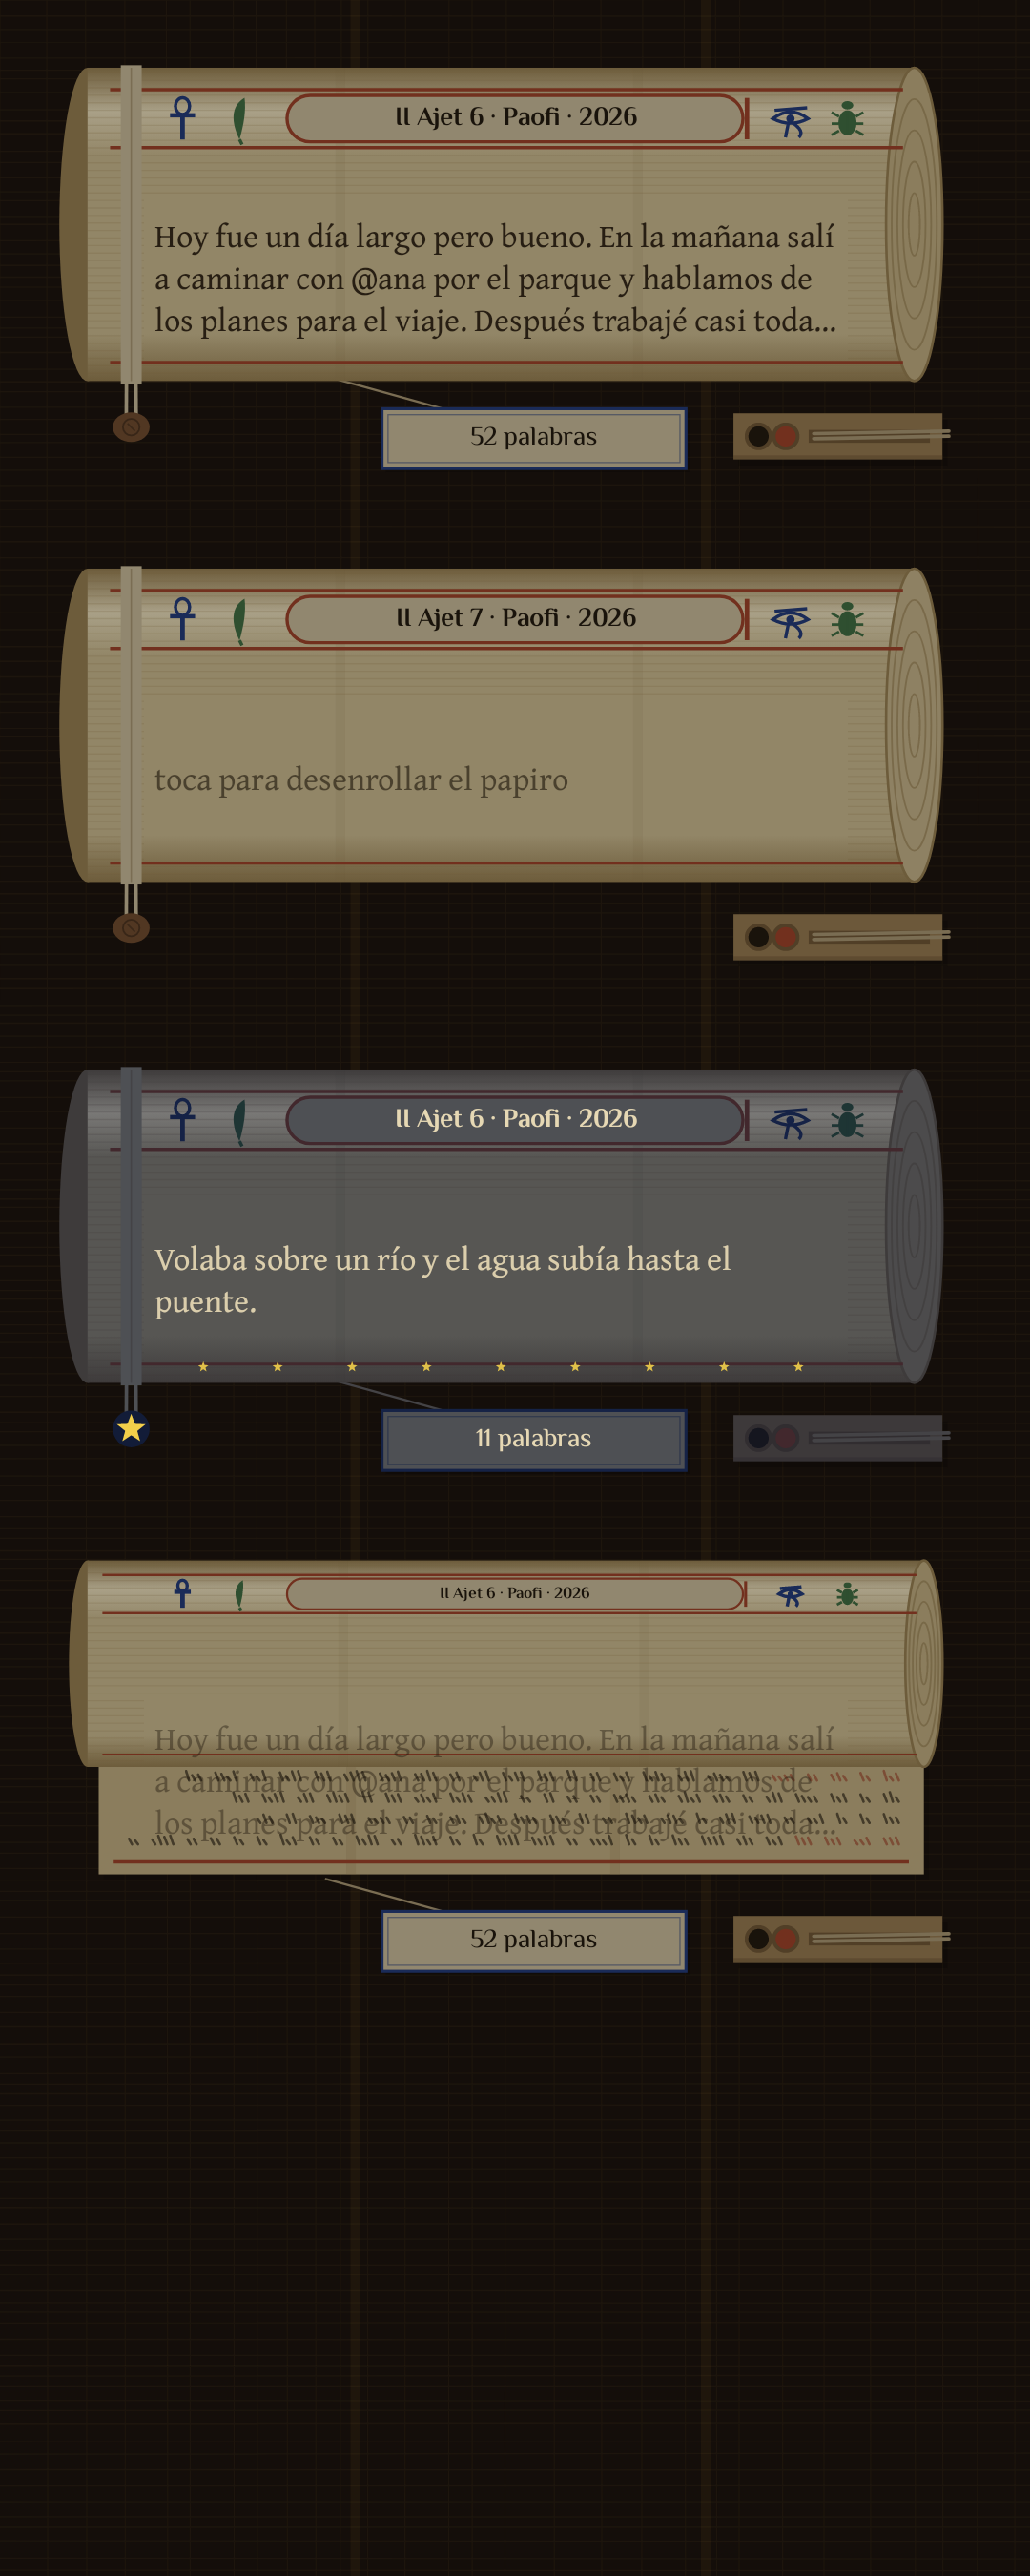 II Ajet 6 · Paofi · 2026
Hoy fue un día largo pero bueno. En la mañana salí
a caminar con @ana por el parque y hablamos de
los planes para el viaje. Después trabajé casi toda...
52 palabras
II Ajet 7 · Paofi · 2026
toca para desenrollar el papiro
II Ajet 6 · Paofi · 2026
Volaba sobre un río y el agua subía hasta el
puente.
11 palabras
II Ajet 6 · Paofi · 2026
Hoy fue un día largo pero bueno. En la mañana salí
a caminar con @ana por el parque y hablamos de
los planes para el viaje. Después trabajé casi toda...
52 palabras